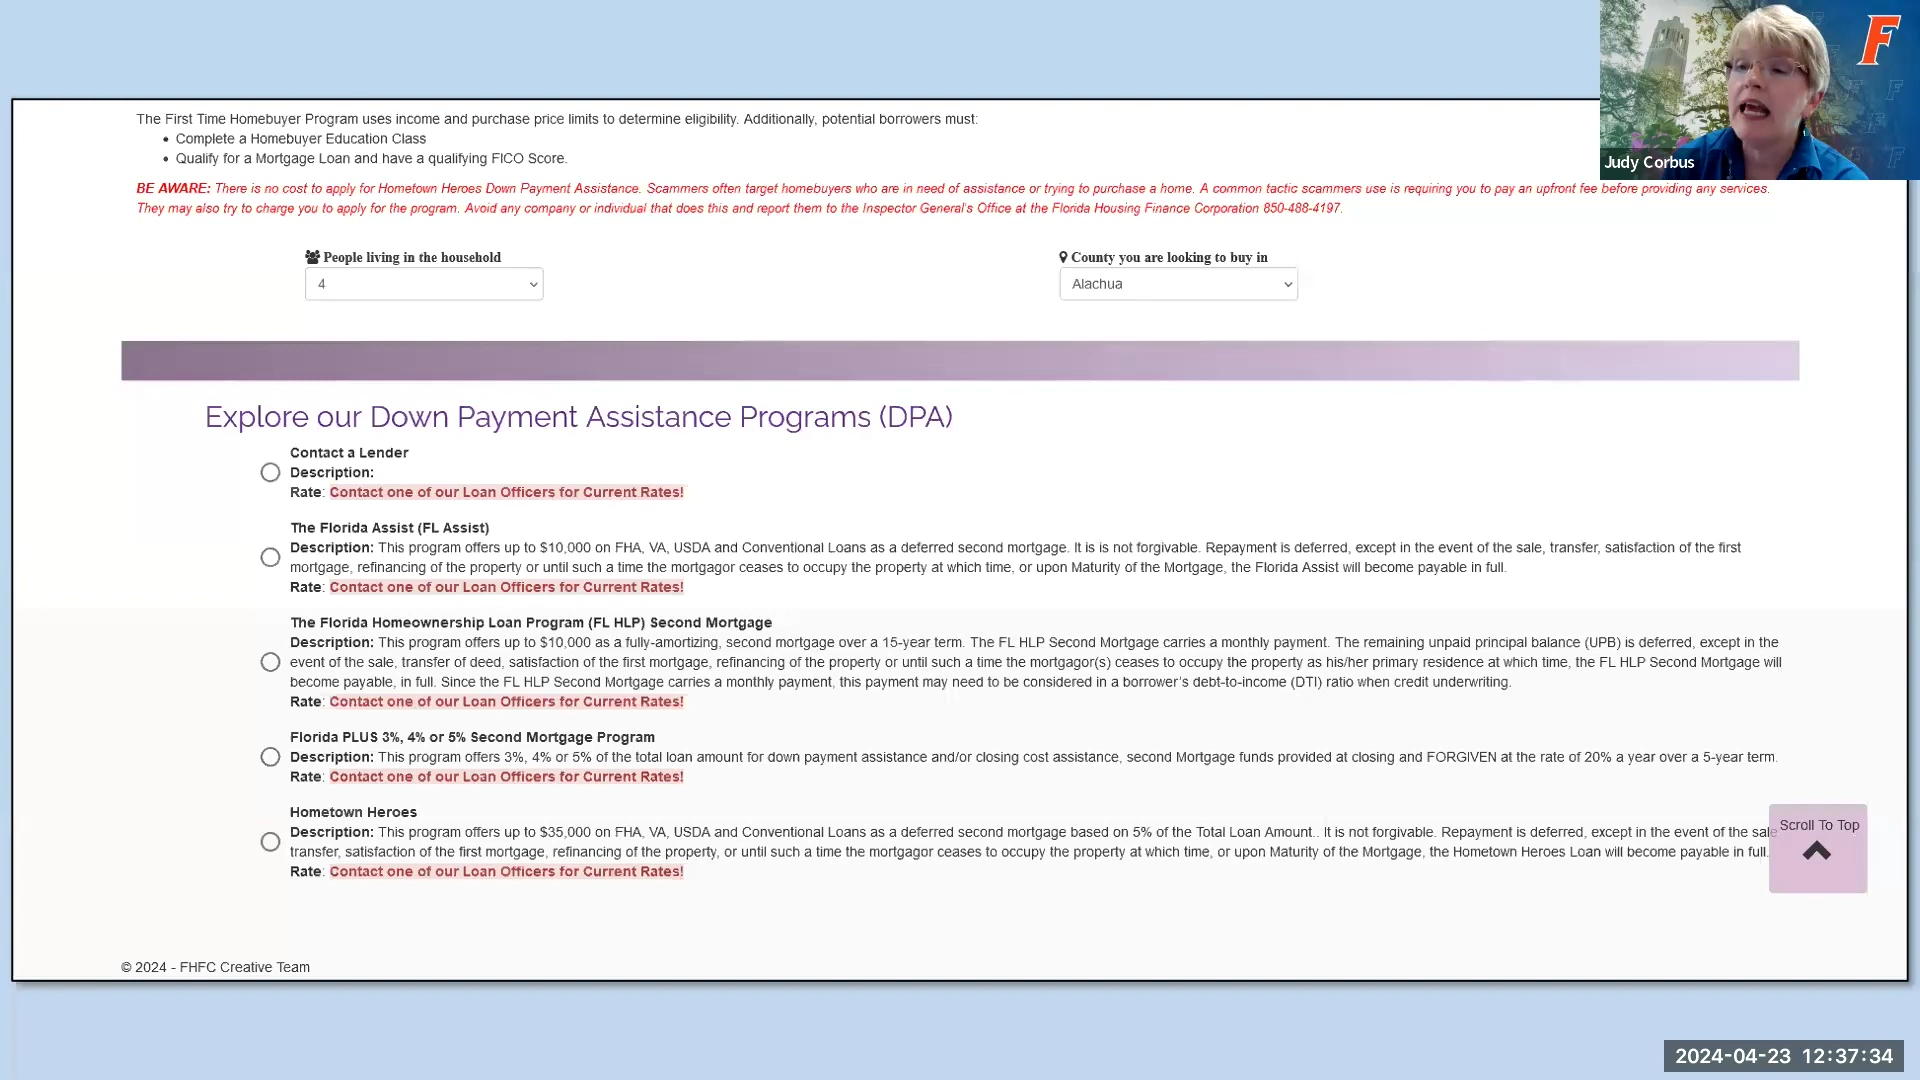 F
Judy Corbus
The First Time Homebuyer Program uses income and purchase price limits to determine eligibility. Additionally, potential borrowers must:
• Complete a Homebuyer Education Class
• Qualify for a Mortgage Loan and have a qualifying FICO Score.
BE AWARE: There is no cost to apply for Hometown Heroes Down Payment Assistance. Scammers often target homebuyers who are in need of assistance or trying to purchase a home. A common tactic scammers use is requiring you to pay an upfront fee before providing any services.
They may also try to charge you to apply for the program. Avoid any company or individual that does this and report them to the Inspector General's Office at the Florida Housing Finance Corporation 850-488-4197.
People living in the household
4
County you are looking to buy in
Alachua
Explore our Down Payment Assistance Programs (DPA)
Contact a Lender
Description:
Rate: Contact one of our Loan Officers for Current Rates!
The Florida Assist (FL Assist)
Description: This program offers up to $10,000 on FHA, VA, USDA and Conventional Loans as a deferred second mortgage. It is is not forgivable. Repayment is deferred, except in the event of the sale, transfer, satisfaction of the first
mortgage, refinancing of the property or until such a time the mortgagor ceases to occupy the property at which time, or upon Maturity of the Mortgage, the Florida Assist will become payable in full.
Rate: Contact one of our Loan Officers for Current Rates!
The Florida Homeownership Loan Program (FL HLP) Second Mortgage
Description: This program offers up to $10,000 as a fully-amortizing, second mortgage over a 15-year term. The FL HLP Second Mortgage carries a monthly payment. The remaining unpaid principal balance (UPB) is deferred, except in the
event of the sale, transfer of deed, satisfaction of the first mortgage, refinancing of the property or until such a time the mortgagor(s) ceases to occupy the property as his/her primary residence at which time, the FL HLP Second Mortgage will
become payable, in full. Since the FL HLP Second Mortgage carries a monthly payment, this payment may need to be considered in a borrower's debt-to-income (DTI) ratio when credit underwriting.
Rate: Contact one of our Loan Officers for Current Rates!
Florida PLUS 3%, 4% or 5% Second Mortgage Program
Description: This program offers 3%, 4% or 5% of the total loan amount for down payment assistance and/or closing cost assistance, second Mortgage funds provided at closing and FORGIVEN at the rate of 20% a year over a 5-year term.
Rate: Contact one of our Loan Officers for Current Rates!
Hometown Heroes
Description: This program offers up to $35,000 on FHA, VA, USDA and Conventional Loans as a deferred second mortgage based on 5% of the Total Loan Amount.. It is not forgivable. Repayment is deferred, except in the event of the sale
transfer, satisfaction of the first mortgage, refinancing of the property, or until such a time the mortgagor ceases to occupy the property at which time, or upon Maturity of the Mortgage, the Hometown Heroes Loan will become payable in full.
Rate: Contact one of our Loan Officers for Current Rates!
Scroll To Top
© 2024 - FHFC Creative Team
2024-04-23 12:37:34